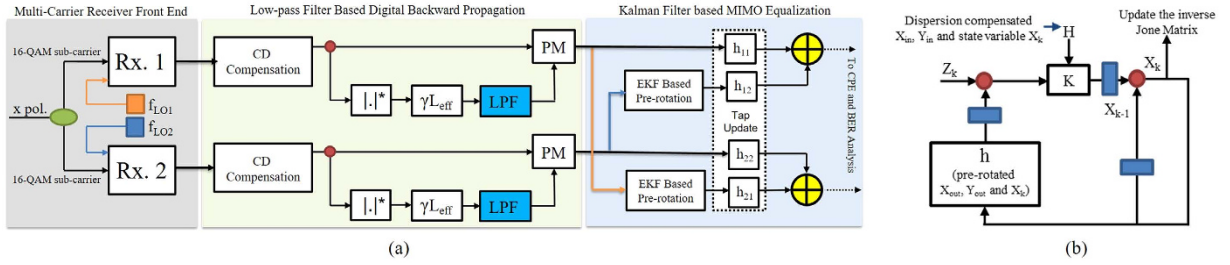 Multi-Carrier Receiver Front End
Low-pass Filter Based Digital Backward Propagation
Kalman Filter based MIMO Equalization
16-QAM sub-carrier
Rx. 1
x pol.
f_LO1
f_LO2
Rx. 2
16-QAM sub-carrier
CD
Compensation
|.|*
γL_eff
LPF
PM
CD
Compensation
|.|*
γL_eff
LPF
PM
EKF Based
Pre-rotation
EKF Based
Pre-rotation
h_11
h_12
Tap
Update
h_22
h_21
To CPE and BER Analysis
(a)
Dispersion compensated
X_in, Y_in and state variable X_k
H
Update the inverse
Jone Matrix
Z_k
K
X_k
X_k-1
h
(pre-rotated
X_out, Y_out and X_k)
(b)